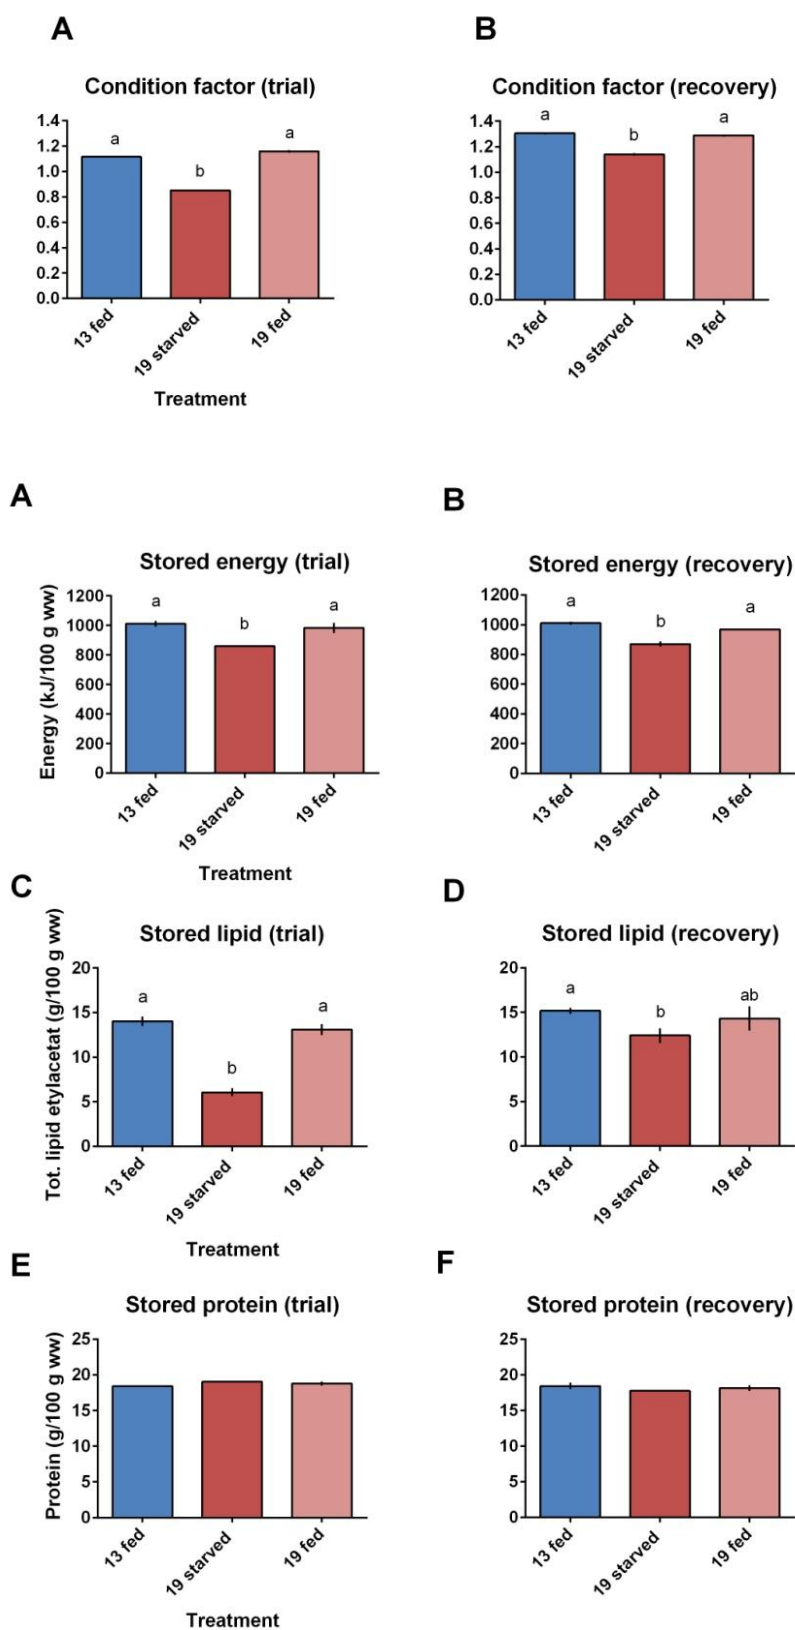 A
B
Condition factor (trial)
Condition factor (recovery)
1.4
1.2
1.0
0.8
0.6
0.4
0.2
0.0
a
b
a
13 fed
19 starved
19 fed
Treatment
1.4
1.2
1.0
0.8
0.6
0.4
0.2
0.0
a
b
a
13 fed
19 starved
19 fed
A
B
Stored energy (trial)
Stored energy (recovery)
Energy (kJ/100 g ww)
1200
1000
800
600
400
200
0
a
b
a
13 fed
19 starved
19 fed
Treatment
1200
1000
800
600
400
200
0
a
b
a
13 fed
19 starved
19 fed
C
D
Stored lipid (trial)
Stored lipid (recovery)
Tot. lipid etylacetat (g/100 g ww)
20
15
10
5
0
a
b
a
13 fed
19 starved
19 fed
Treatment
20
15
10
5
0
a
b
ab
13 fed
19 starved
19 fed
E
F
Stored protein (trial)
Stored protein (recovery)
Protein (g/100 g ww)
25
20
15
10
5
0
13 fed
19 starved
19 fed
Treatment
25
20
15
10
5
0
13 fed
19 starved
19 fed